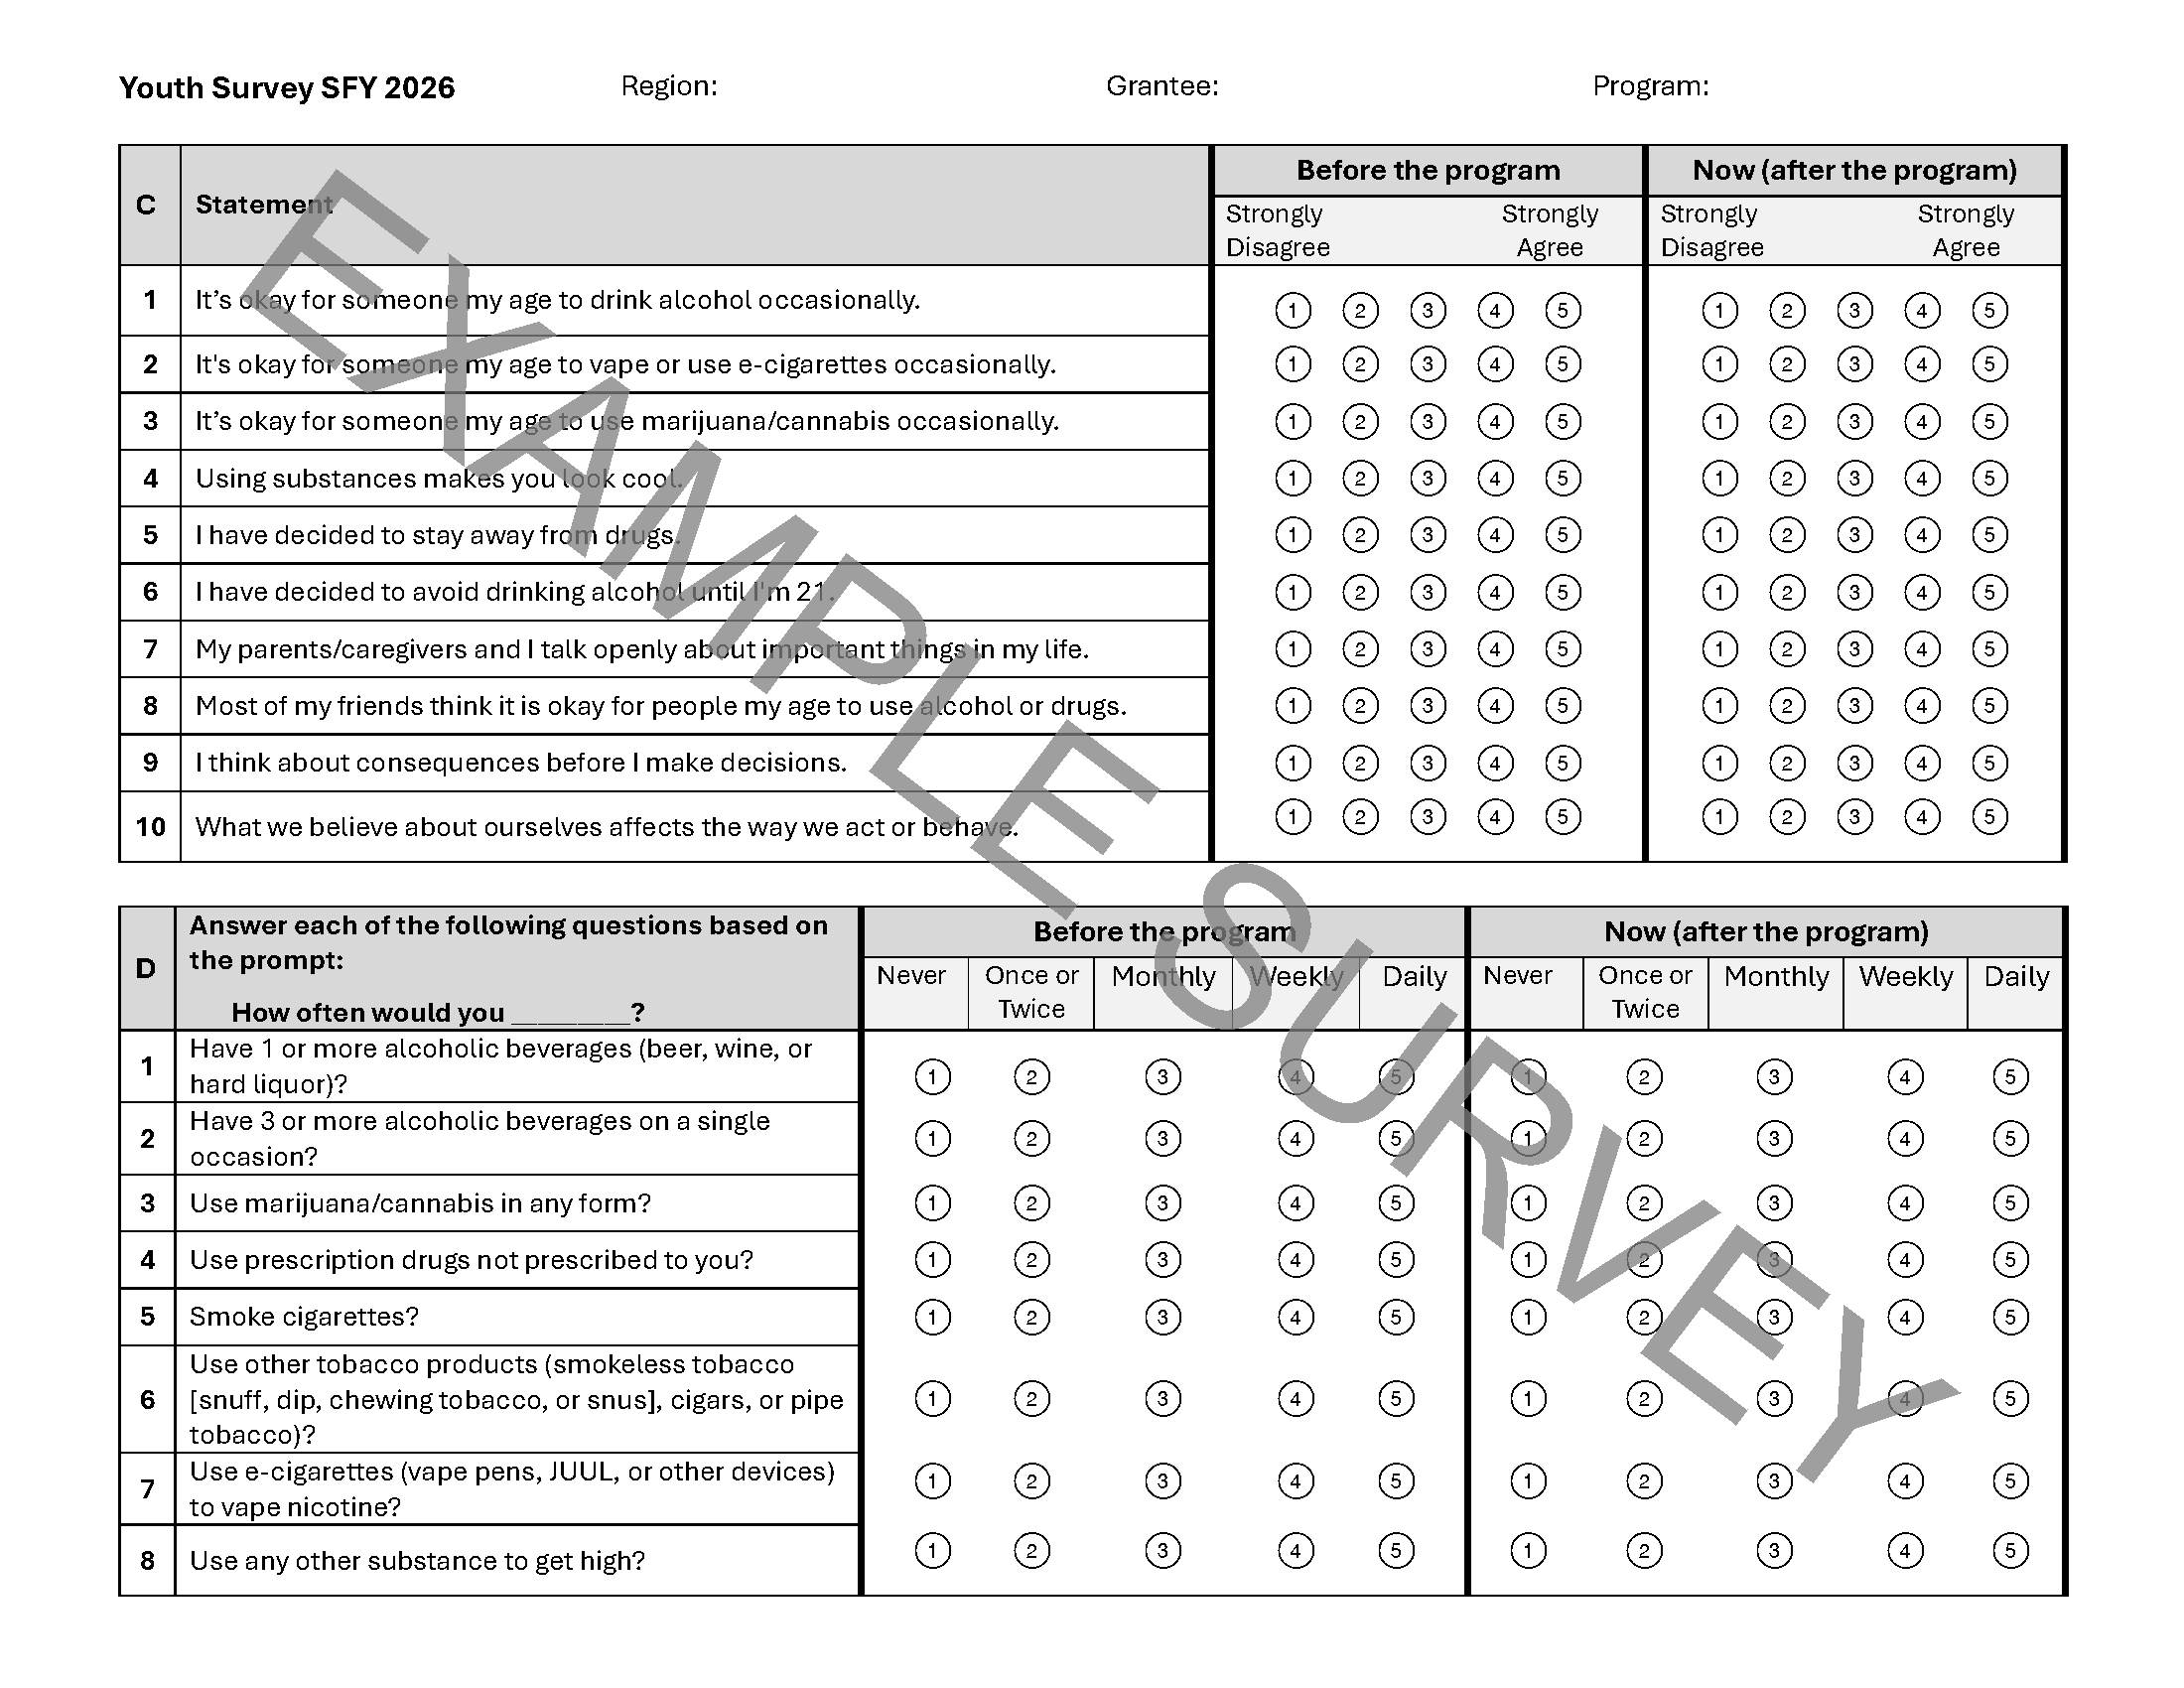 Youth Survey SFY 2026 Region: Grantee: Program:
C Statement Before the program Now (after the program)
Strongly Disagree Strongly Agree Strongly Disagree Strongly Agree
1 It’s okay for someone my age to drink alcohol occasionally. 1 2 3 4 5 1 2 3 4 5
2 It's okay for someone my age to vape or use e-cigarettes occasionally. 1 2 3 4 5 1 2 3 4 5
3 It’s okay for someone my age to use marijuana/cannabis occasionally. 1 2 3 4 5 1 2 3 4 5
4 Using substances makes you look cool. 1 2 3 4 5 1 2 3 4 5
5 I have decided to stay away from drugs. 1 2 3 4 5 1 2 3 4 5
6 I have decided to avoid drinking alcohol until I'm 21. 1 2 3 4 5 1 2 3 4 5
7 My parents/caregivers and I talk openly about important things in my life. 1 2 3 4 5 1 2 3 4 5
8 Most of my friends think it is okay for people my age to use alcohol or drugs. 1 2 3 4 5 1 2 3 4 5
9 I think about consequences before I make decisions. 1 2 3 4 5 1 2 3 4 5
10 What we believe about ourselves affects the way we act or behave. 1 2 3 4 5 1 2 3 4 5
D Answer each of the following questions based on
the prompt:
How often would you _________?
Before the program Now (after the program)
Never Once or Twice Monthly Weekly Daily Never Once or Twice Monthly Weekly Daily
1 Have 1 or more alcoholic beverages (beer, wine, or
hard liquor)? 1 2 3 4 5 1 2 3 4 5
2 Have 3 or more alcoholic beverages on a single
occasion? 1 2 3 4 5 1 2 3 4 5
3 Use marijuana/cannabis in any form? 1 2 3 4 5 1 2 3 4 5
4 Use prescription drugs not prescribed to you? 1 2 3 4 5 1 2 3 4 5
5 Smoke cigarettes? 1 2 3 4 5 1 2 3 4 5
6 Use other tobacco products (smokeless tobacco
[snuff, dip, chewing tobacco, or snus], cigars, or pipe
tobacco)? 1 2 3 4 5 1 2 3 4 5
7 Use e-cigarettes (vape pens, JUUL, or other devices)
to vape nicotine? 1 2 3 4 5 1 2 3 4 5
8 Use any other substance to get high? 1 2 3 4 5 1 2 3 4 5
EXAMPLE SURVEY